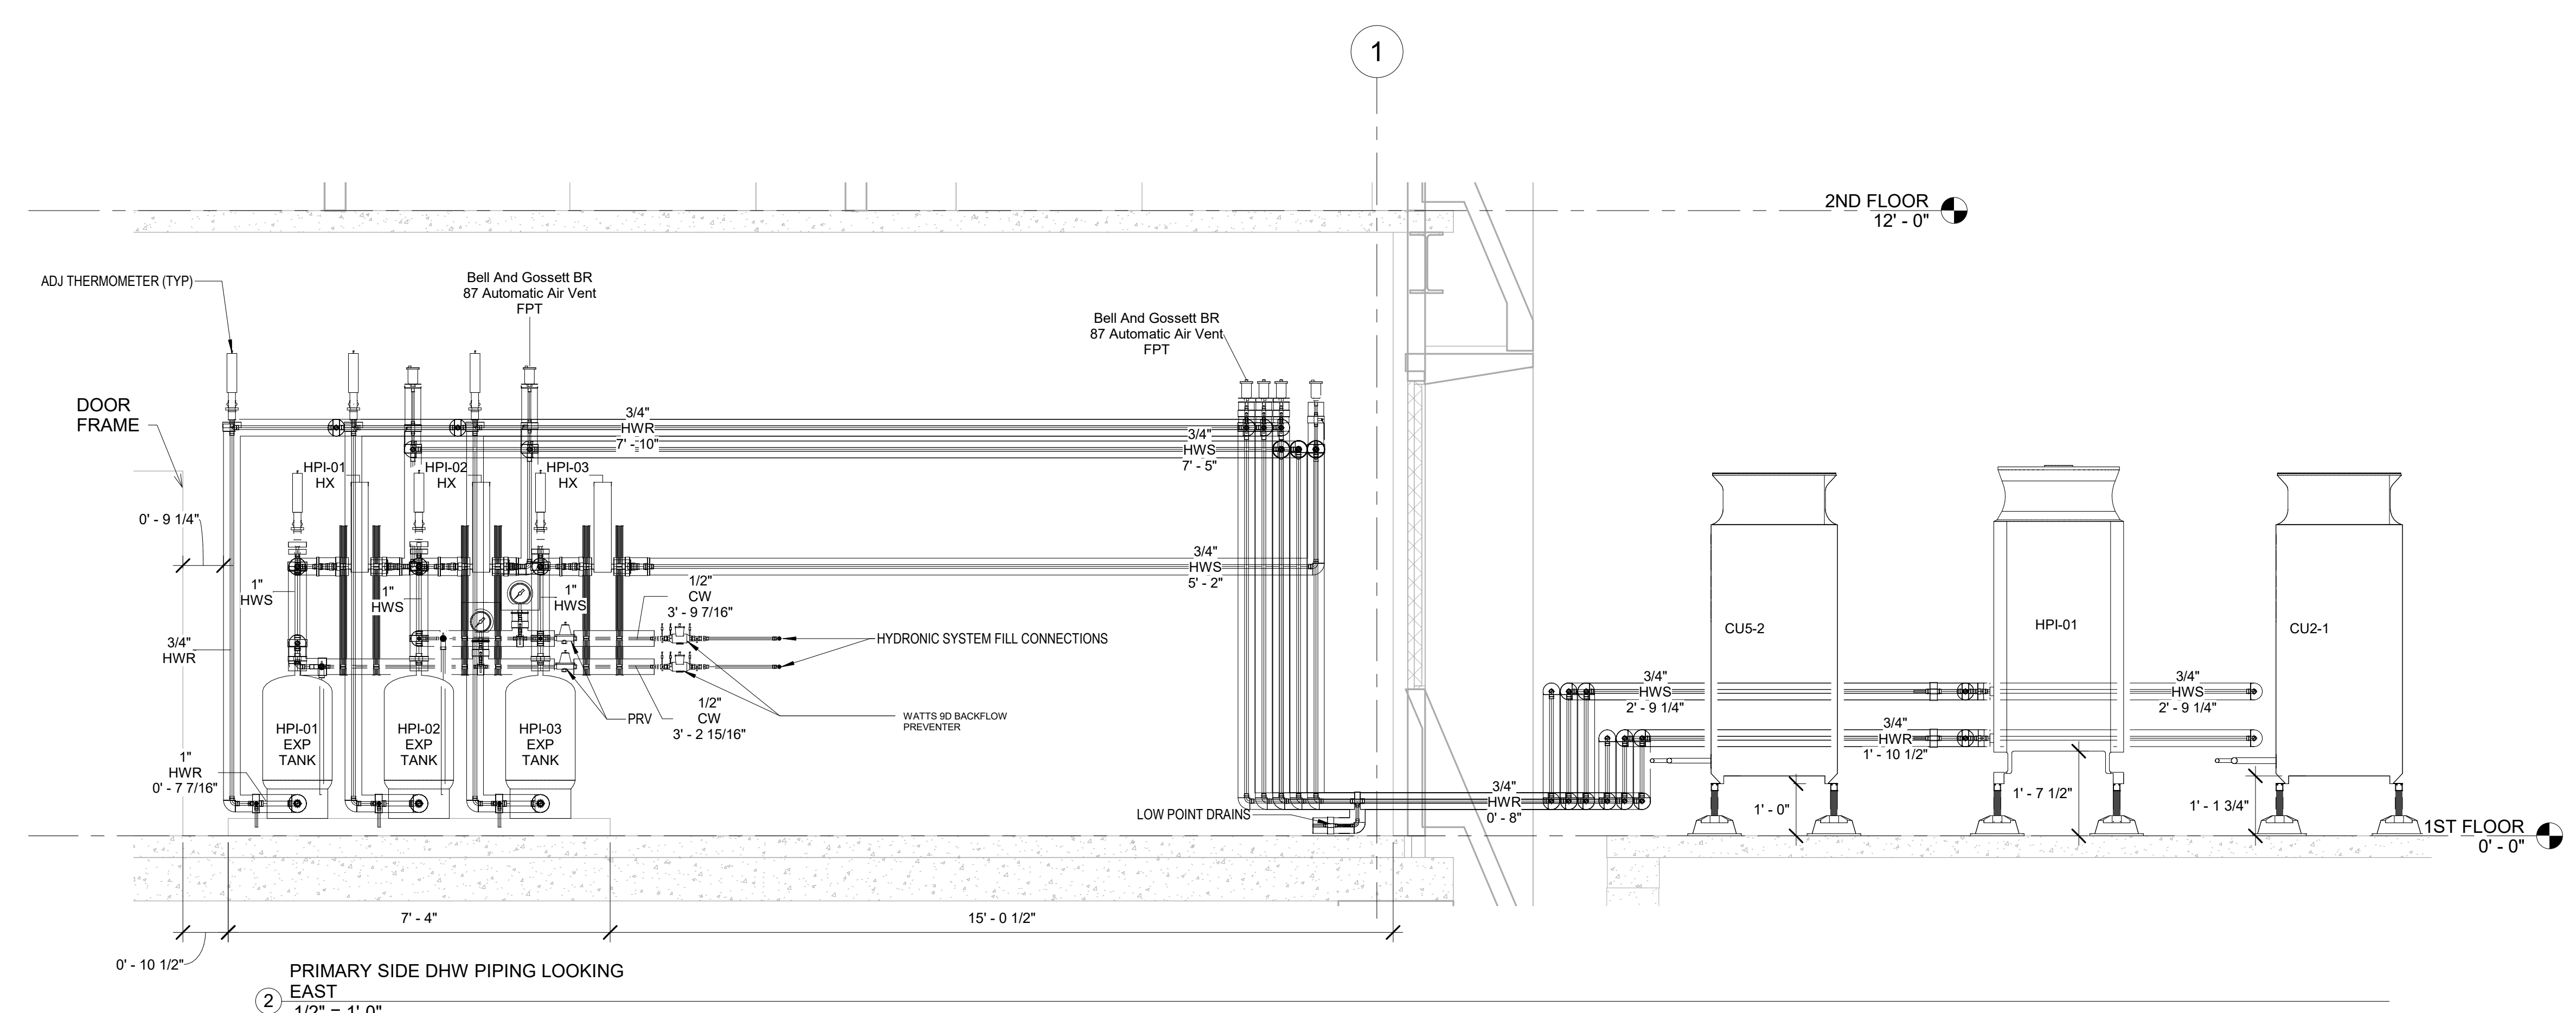 1
2ND FLOOR
12' - 0"
ADJ THERMOMETER (TYP)
Bell And Gossett BR
87 Automatic Air Vent
FPT
Bell And Gossett BR
87 Automatic Air Vent
FPT
DOOR
FRAME
3/4"
HWR
7' - 10"
3/4"
HWS
7' - 5"
HPI-01
HX
HPI-02
HX
HPI-03
HX
0' - 9 1/4"
3/4"
HWS
5' - 2"
1"
HWS
1"
HWS
1"
HWS
1/2"
CW
3' - 9 7/16"
HYDRONIC SYSTEM FILL CONNECTIONS
3/4"
HWR
PRV
1/2"
CW
3' - 2 15/16"
WATTS 9D BACKFLOW
PREVENTER
HPI-01
EXP
TANK
HPI-02
EXP
TANK
HPI-03
EXP
TANK
1"
HWR
0' - 7 7/16"
LOW POINT DRAINS
3/4"
HWR
0' - 8"
CU5-2
HPI-01
CU2-1
3/4"
HWS
2' - 9 1/4"
3/4"
HWS
2' - 9 1/4"
3/4"
HWR
1' - 10 1/2"
1' - 0"
1' - 7 1/2"
1' - 1 3/4"
1ST FLOOR
0' - 0"
7' - 4"
15' - 0 1/2"
0' - 10 1/2"
PRIMARY SIDE DHW PIPING LOOKING
EAST
2
1/2" = 1' 0"